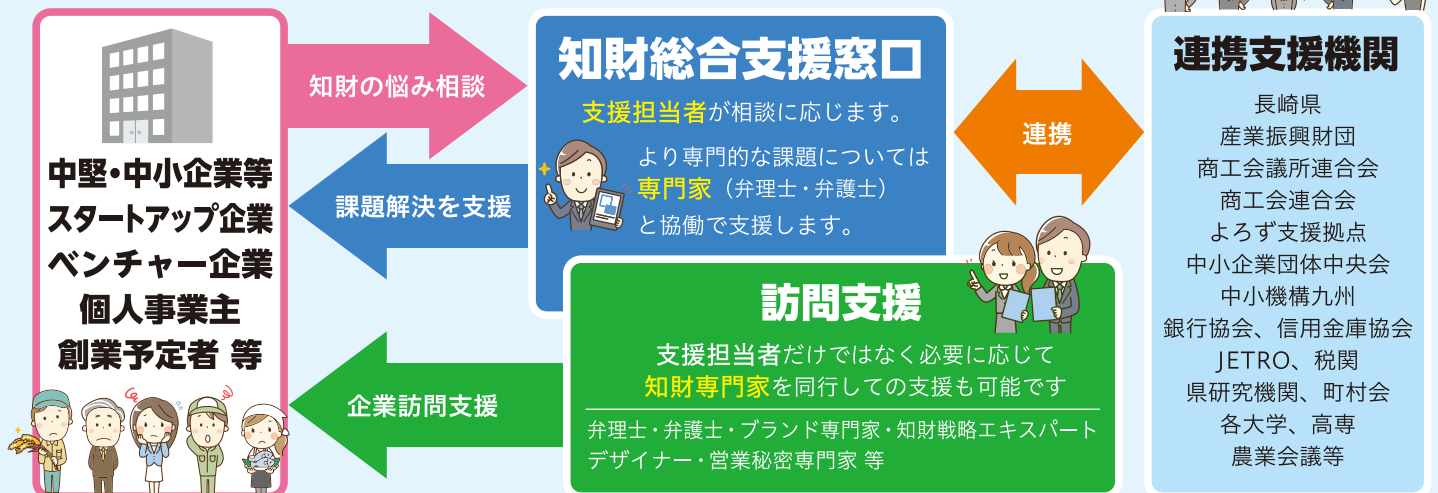 中堅・中小企業等
スタートアップ企業
ベンチャー企業
個人事業主
創業予定者 等
知財の悩み相談
課題解決を支援
企業訪問支援
知財総合支援窓口
支援担当者が相談に応じます。
より専門的な課題については
専門家（弁理士・弁護士）
と協働で支援します。
訪問支援
支援担当者だけではなく必要に応じて
知財専門家を同行しての支援も可能です
弁理士・弁護士・ブランド専門家・知財戦略エキスパート
デザイナー・営業秘密専門家 等
連携
連携支援機関
長崎県
産業振興財団
商工会議所連合会
商工会連合会
よろず支援拠点
中小企業団体中央会
中小機構九州
銀行協会、信用金庫協会
JETRO、税関
県研究機関、町村会
各大学、高専
農業会議等